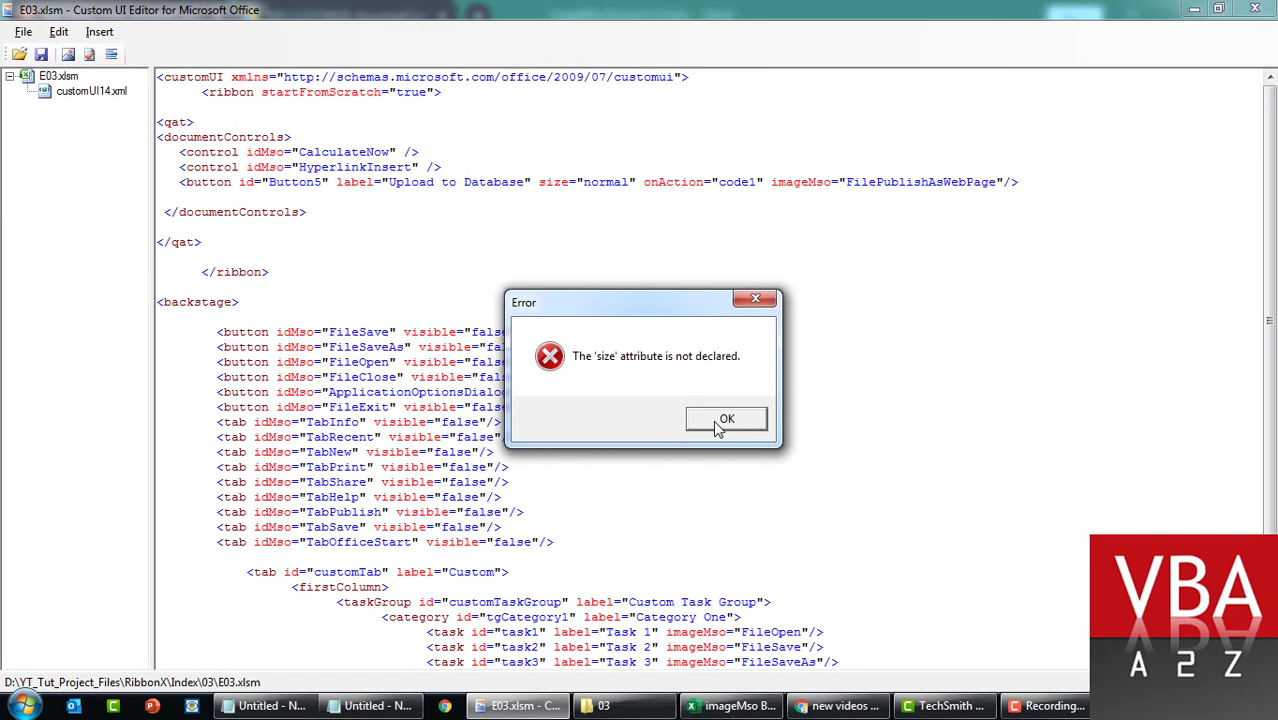 E03.xlsm - Custom UI Editor for Microsoft Office
File Edit Insert
E03.xlsm
customUI14.xml
<customUI xmlns="http://schemas.microsoft.com/office/2009/07/customui">
<ribbon startFromScratch="true">
<qat>
<documentControls>
<control idMso="CalculateNow" />
<control idMso="HyperlinkInsert" />
<button id="Button5" label="Upload to Database" size="normal" onAction="code1" imageMso="FilePublishAsWebPage"/>
</documentControls>
</qat>
</ribbon>
<backstage>
<button idMso="FileSave" visible="fals
<button idMso="FileSaveAs" visible="fa
<button idMso="FileOpen" visible="fals
<button idMso="FileClose" visible="fal
<button idMso="ApplicationOptionsDialo
<button idMso="FileExit" visible="fals
<tab idMso="TabInfo" visible="false"/>
<tab idMso="TabRecent" visible="false"/>
<tab idMso="TabNew" visible="false"/>
<tab idMso="TabPrint" visible="false"/>
<tab idMso="TabShare" visible="false"/>
<tab idMso="TabHelp" visible="false"/>
<tab idMso="TabPublish" visible="false"/>
<tab idMso="TabSave" visible="false"/>
<tab idMso="TabOfficeStart" visible="false"/>
<tab id="customTab" label="Custom">
<firstColumn>
<taskGroup id="customTaskGroup" label="Custom Task Group">
<category id="tgCategory1" label="Category One">
<task id="task1" label="Task 1" imageMso="FileOpen"/>
<task id="task2" label="Task 2" imageMso="FileSave"/>
<task id="task3" label="Task 3" imageMso="FileSaveAs"/>
Error
The 'size' attribute is not declared.
OK
VBA
A 2 Z
D:\YT_Tut_Project_Files\RibbonX\Index\03\E03.xlsm
Untitled - N... Untitled - N... E03.xlsm - C... 03 imageMso B... new videos ... TechSmith ... Recording...